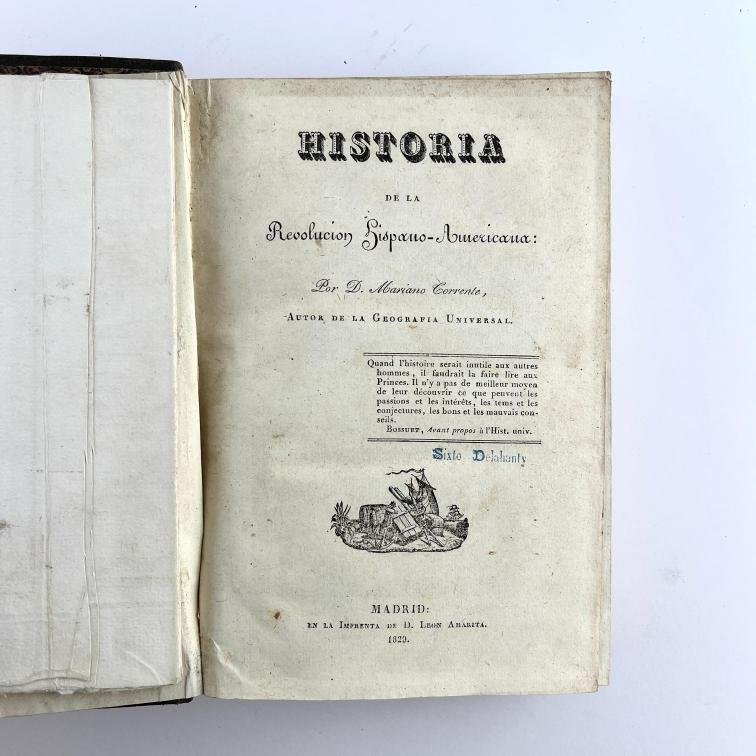 HISTORIA
DE LA
Revolucion Hispano-Americana:
Por D. Mariano Torrente,
AUTOR DE LA GEOGRAFIA UNIVERSAL.
Quand l'histoire serait inutile aux autres
hommes, il faudrait la faire lire aux
Princes. Il n'y a pas de meilleur moyen
de leur découvrir ce que peuvent les
passions et les intérêts, les tems et les
conjectures, les bons et les mauvais con-
seils.
BOSSUET, Avant propos à l'Hist. univ.
Sixto Delahanty
MADRID:
EN LA IMPRENTA DE D. LEON AMARITA.
1829.